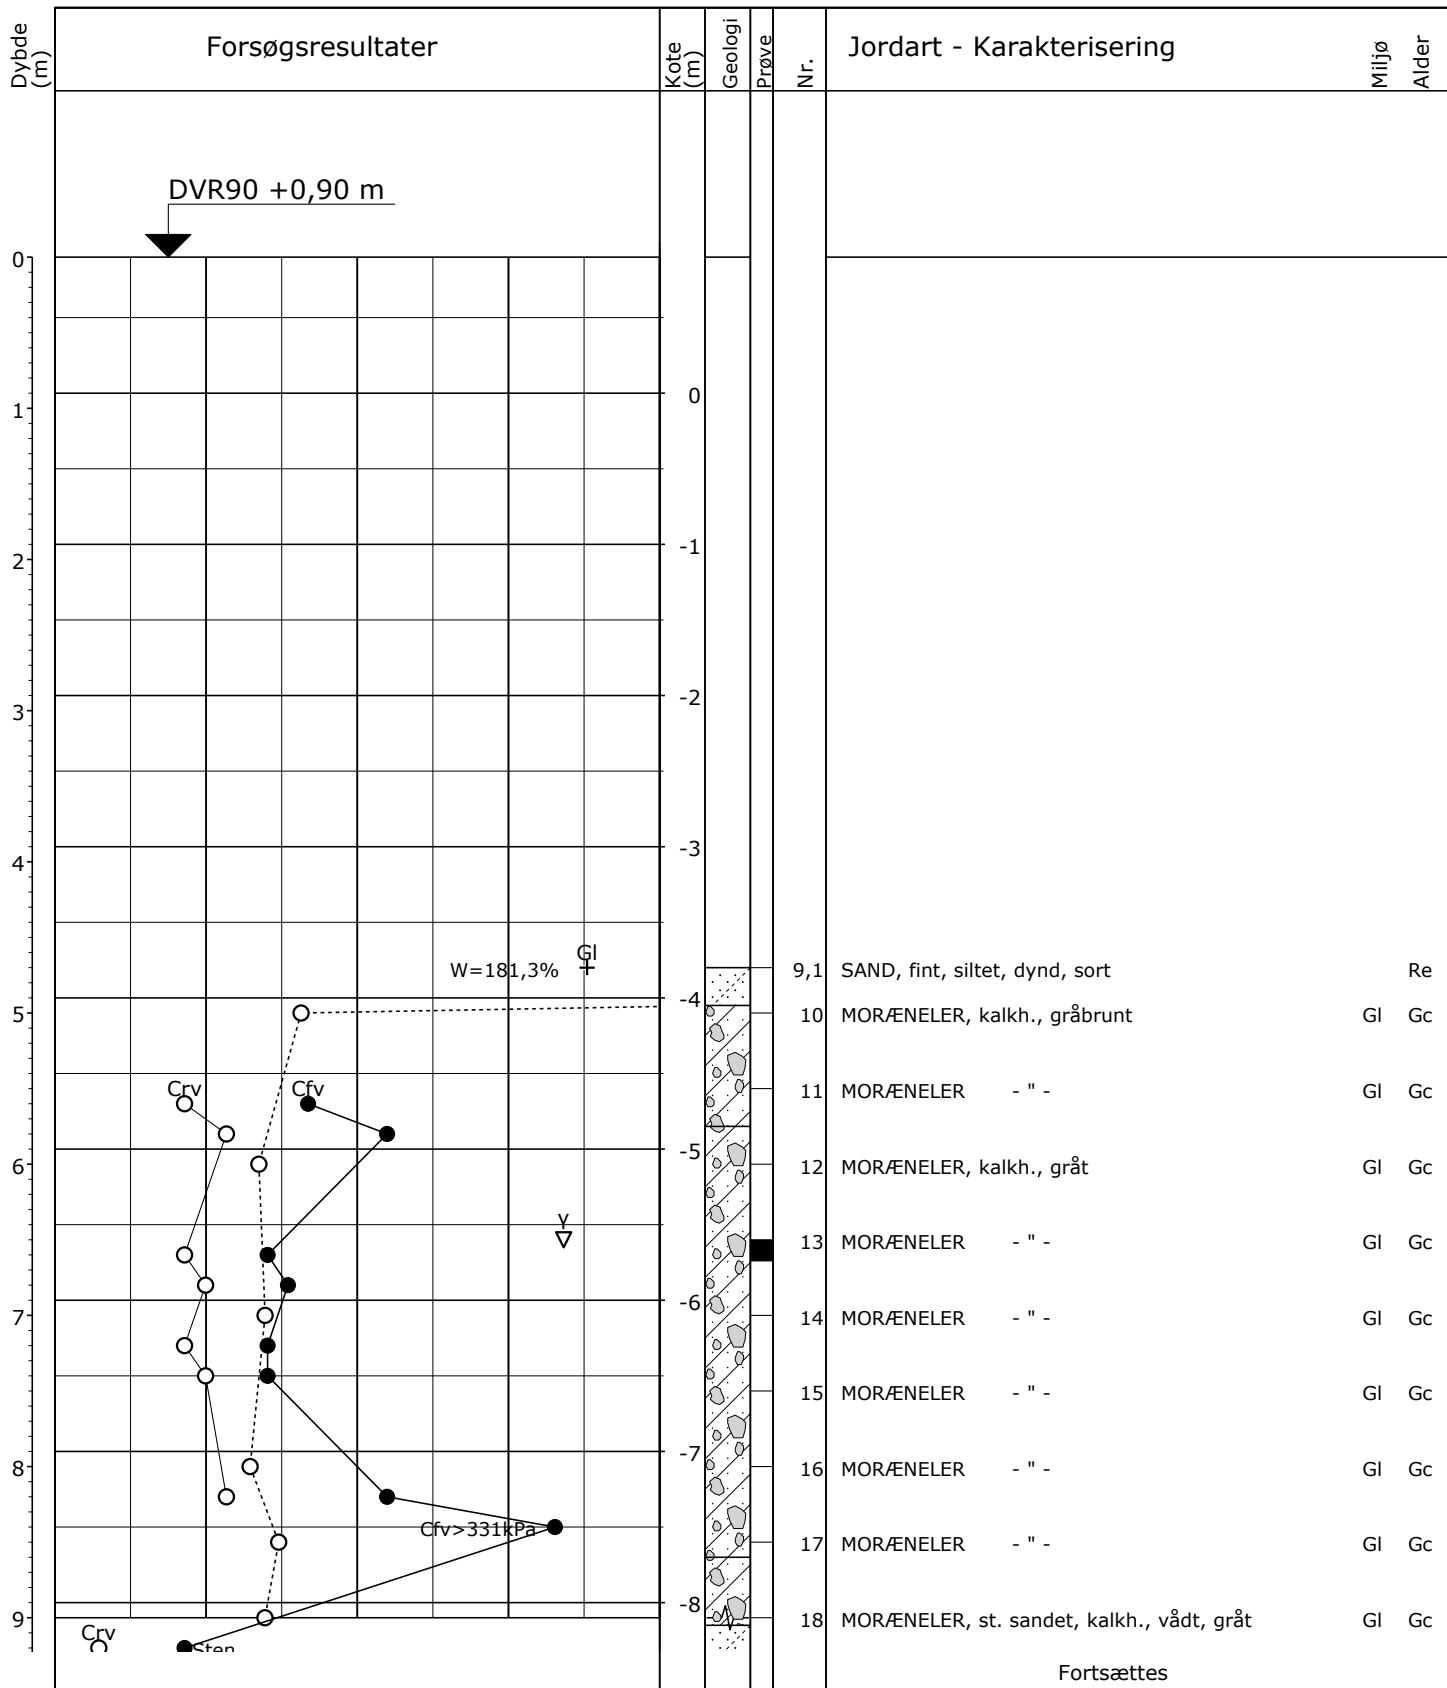 Dybde (m)
Forsøgsresultater
Kote (m)
Geologi
Prøve
Nr.
Jordart - Karakterisering
Miljø
Alder
DVR90 +0,90 m
0
0
1
-1
2
-2
3
-3
4
Gl
W=181,3%
9,1 SAND, fint, siltet, dynd, sort Re
-4
5
10 MORÆNELER, kalkh., gråbrunt Gl Gc
Crv
Cfv
11 MORÆNELER - " - Gl Gc
-5
6
12 MORÆNELER, kalkh., gråt Gl Gc
γ
13 MORÆNELER - " - Gl Gc
-6
7
14 MORÆNELER - " - Gl Gc
15 MORÆNELER - " - Gl Gc
-7
8
16 MORÆNELER - " - Gl Gc
Cfv>331kPa
17 MORÆNELER - " - Gl Gc
-8
9
18 MORÆNELER, st. sandet, kalkh., vådt, gråt Gl Gc
Crv
Sten
Fortsættes